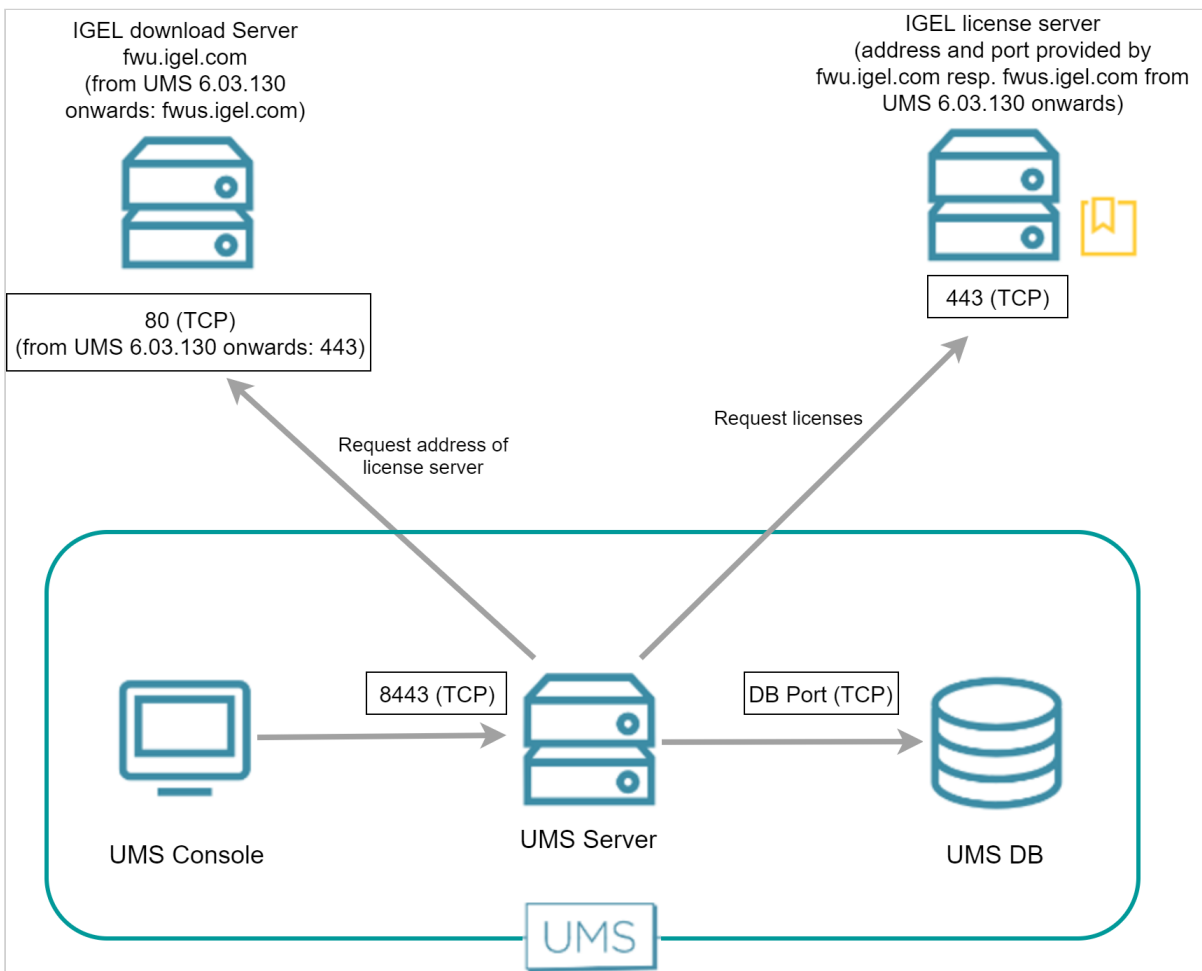 IGEL download Server
fwu.igel.com
(from UMS 6.03.130
onwards: fwus.igel.com)
IGEL license server
(address and port provided by
fwu.igel.com resp. fwus.igel.com from
UMS 6.03.130 onwards)
80 (TCP)
(from UMS 6.03.130 onwards: 443)
443 (TCP)
Request address of
license server
Request licenses
8443 (TCP)
DB Port (TCP)
UMS Console
UMS Server
UMS DB
UMS